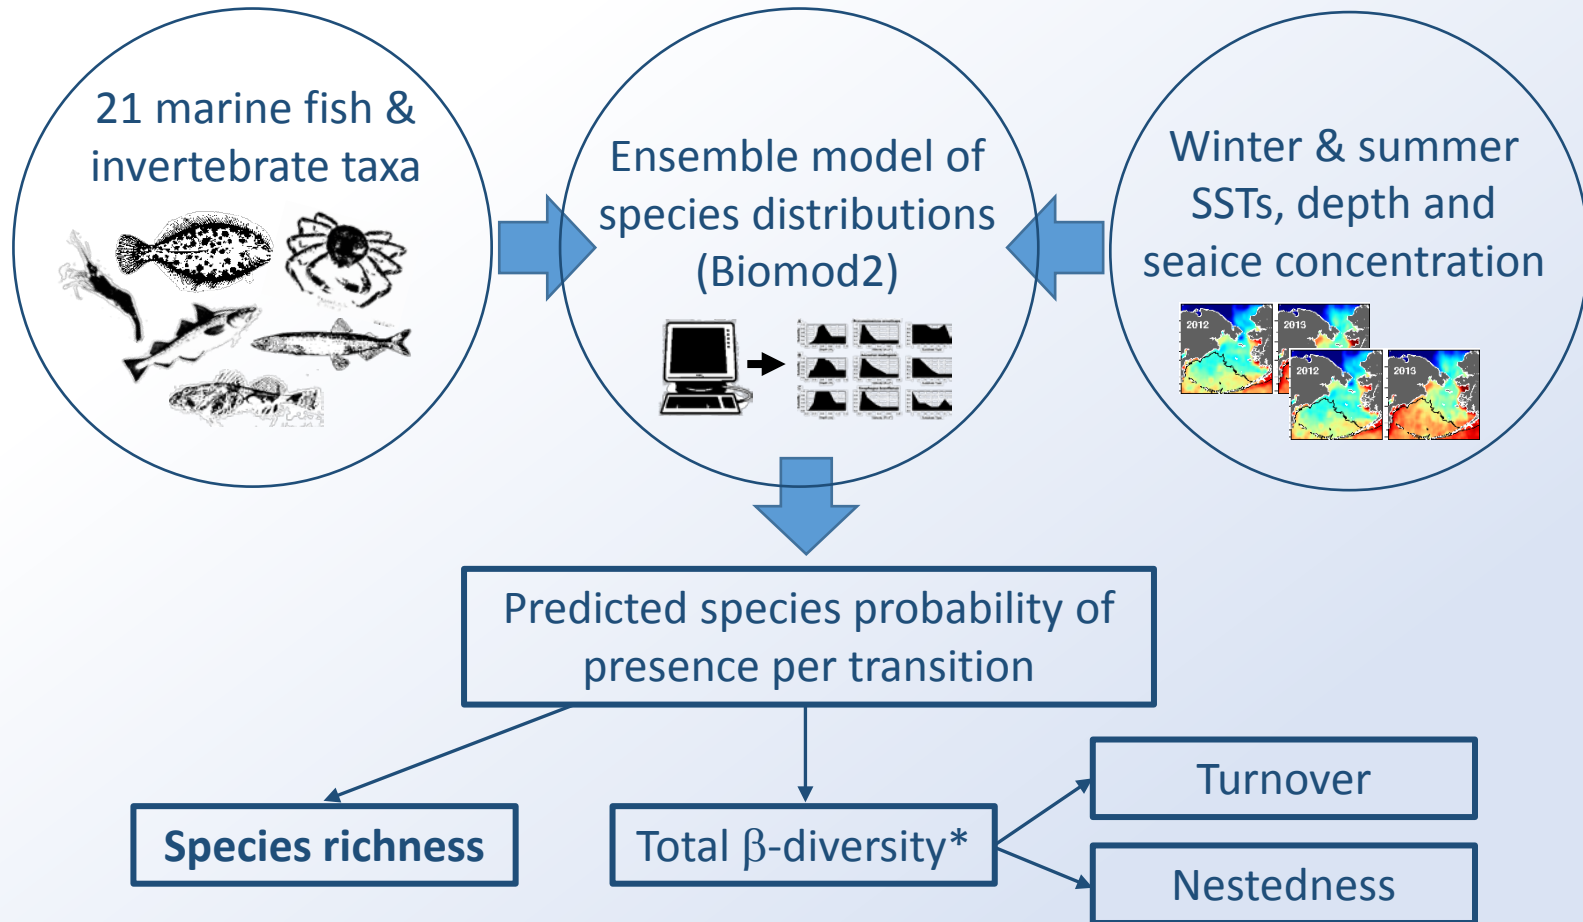 21 marine fish &
invertebrate taxa
Ensemble model of
species distributions
(Biomod2)
Winter & summer
SSTs, depth and
seaice concentration
2012
2013
2012
2013
Predicted species probability of
presence per transition
Species richness
Total β-diversity*
Turnover
Nestedness